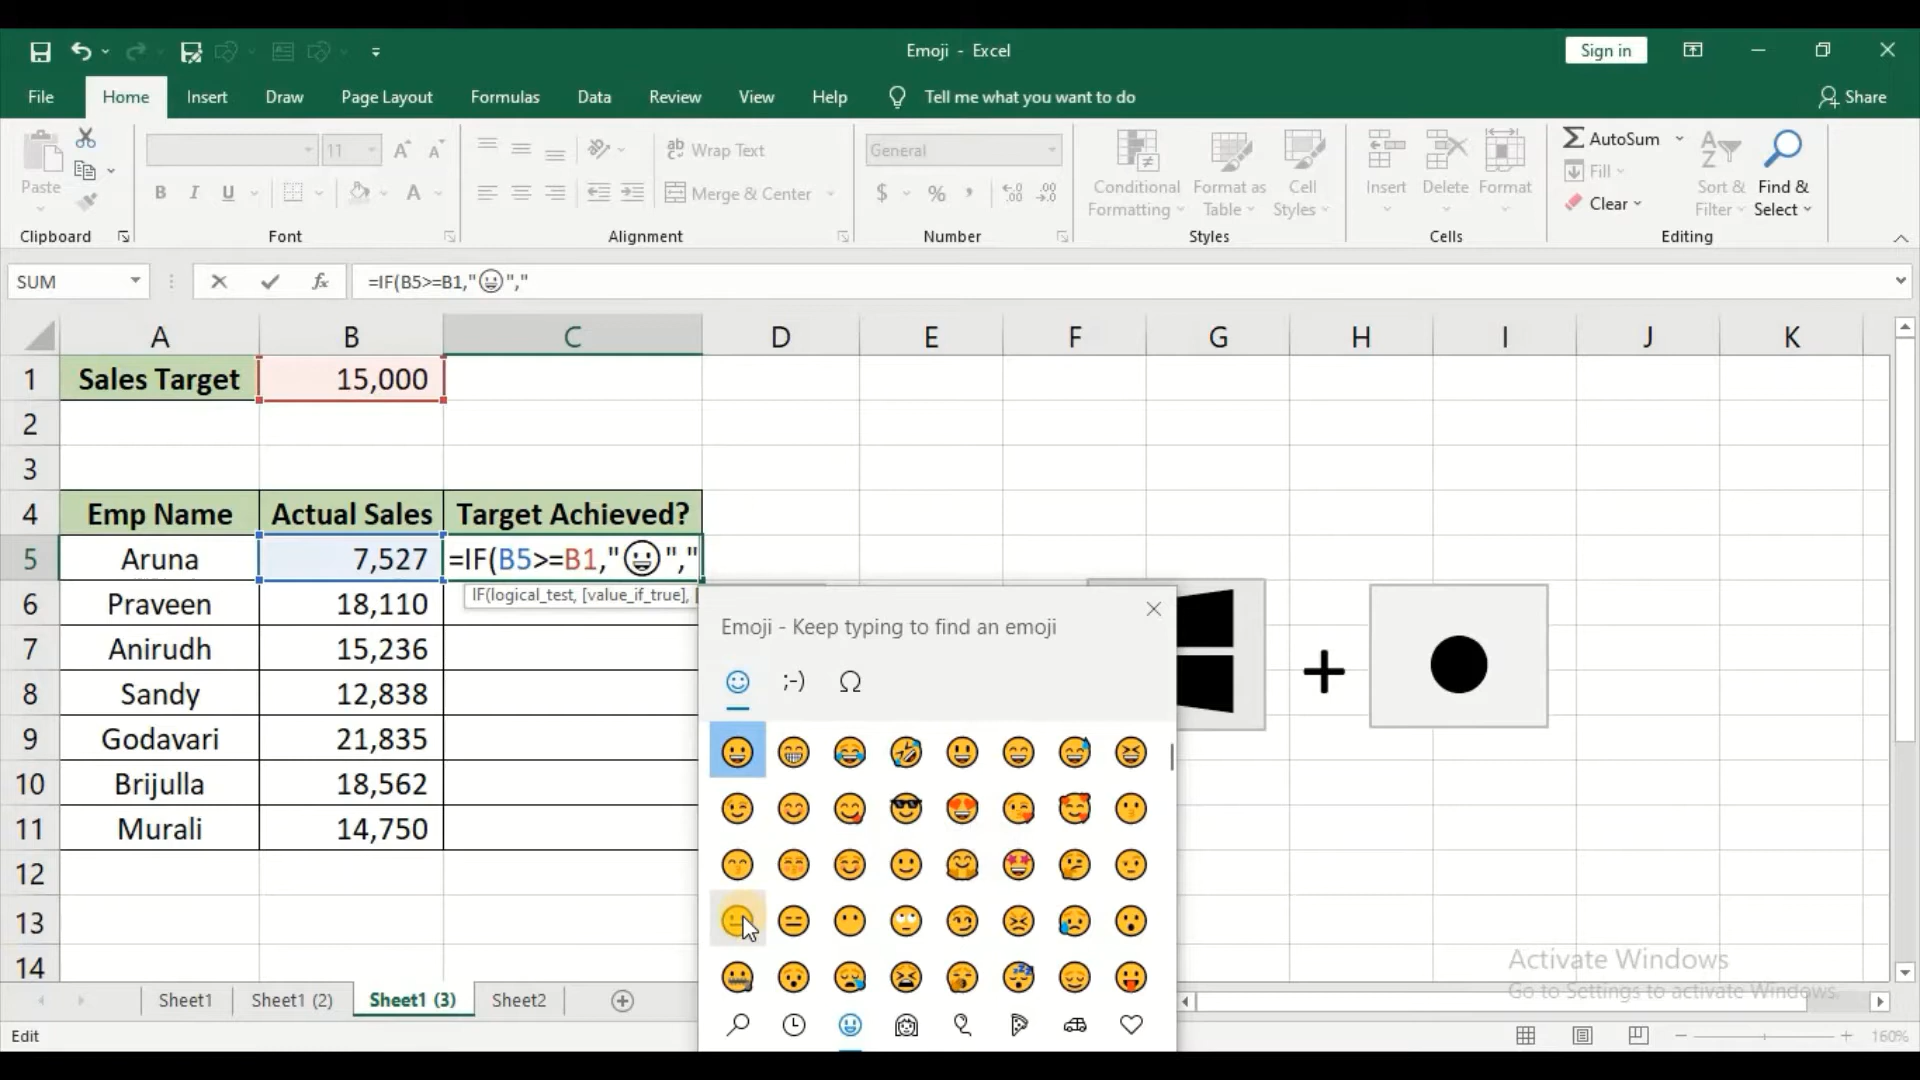 Emoji - Excel
Sign in
File Home Insert Draw Page Layout Formulas Data Review View Help Tell me what you want to do Share
Paste
11
B I U A
Wrap Text
Merge & Center
General
$ % ,
Conditional Formatting
Format as Table
Cell Styles
Insert Delete Format
AutoSum
Fill
Clear
Sort & Filter
Find & Select
Clipboard Font Alignment Number Styles Cells Editing
SUM fx =IF(B5>=B1,"😀","
A B C D E F G H I J K
1 Sales Target 15,000
2
3
4 Emp Name Actual Sales Target Achieved?
5 Aruna 7,527 =IF(B5>=B1,"😀","
IF(logical_test, [value_if_true], [
6 Praveen 18,110
7 Anirudh 15,236
8 Sandy 12,838
9 Godavari 21,835
10 Brijulla 18,562
11 Murali 14,750
12
13
14
Emoji - Keep typing to find an emoji
;-) Ω
+
Activate Windows
Go to Settings to activate Windows.
Sheet1 Sheet1 (2) Sheet1 (3) Sheet2
Edit
160%